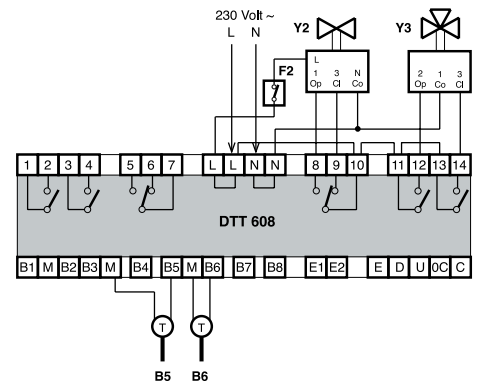 230 Volt ~
L N
Y2
Y3
F2
L
1 3 N
Op Cl Co
2 1 3
Op Co Cl
1 2 3 4 5 6 7 L L N N 8 9 10 11 12 13 14
DTT 608
B1 M B2 B3 M B4 B5 M B6 B7 B8 E1 E2 E D U 0C C
T T
B5 B6